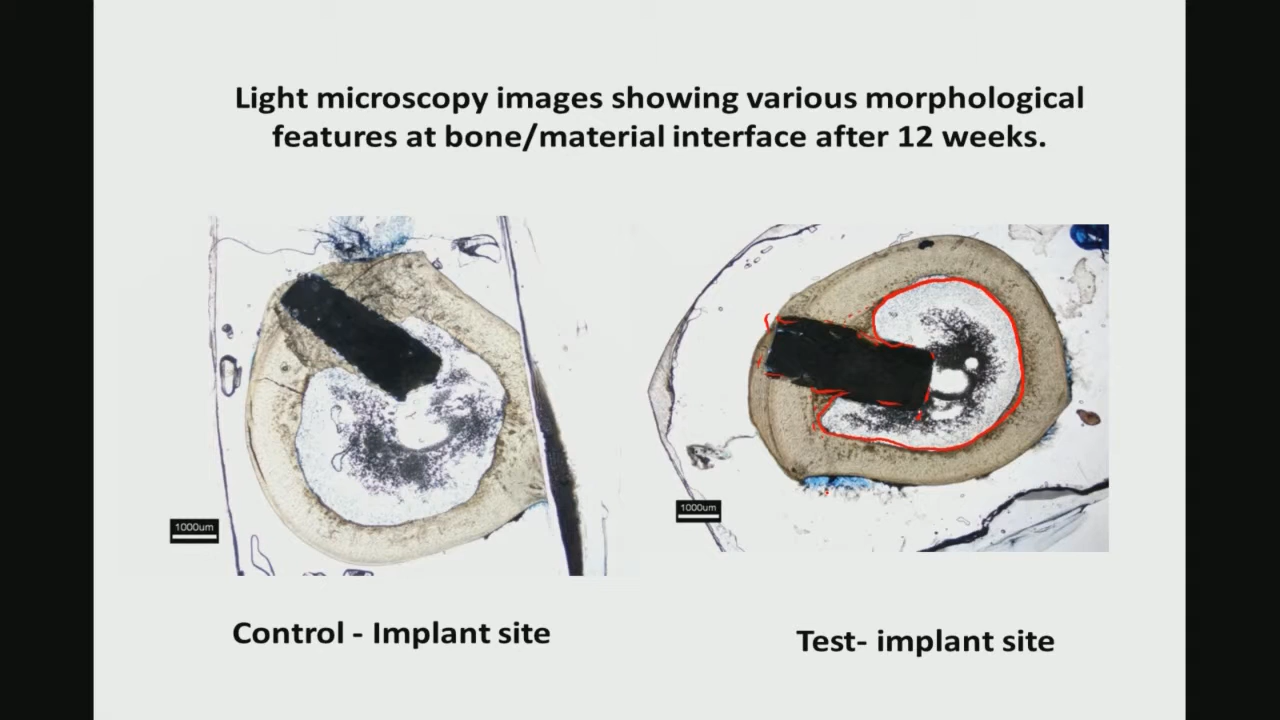 Light microscopy images showing various morphological
features at bone/material interface after 12 weeks.
1000um
1000um
Control - Implant site
Test- implant site